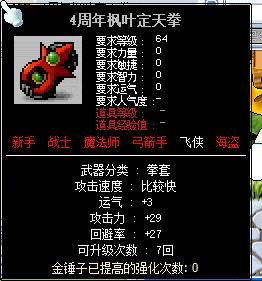 4周年枫叶定天拳
要求等级: 64
要求力量: 0
要求敏捷: 0
要求智力: 0
要求运气: 0
要求人气度: -
道具等级: -
道具经验值: -
新手 战士 魔法师 弓箭手 飞侠 海盗
武器分类 : 拳套
攻击速度 : 比较快
运气 : +3
攻击力 : +29
回避率 : +27
可升级次数 : 7回
金锤子已提高的强化次数: 0